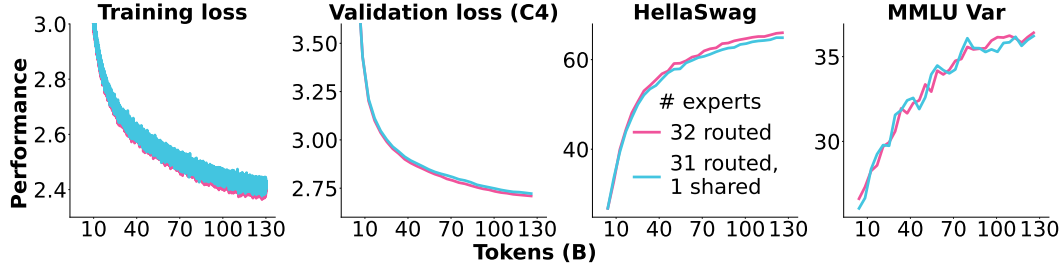 Training loss
Validation loss (C4)
HellaSwag
MMLU Var
Performance
3.0
2.8
2.6
2.4
10 40 70 100 130
3.50
3.25
3.00
2.75
10 40 70 100 130
60
40
# experts
32 routed
31 routed,
1 shared
10 40 70 100 130
35
30
10 40 70 100 130
Tokens (B)